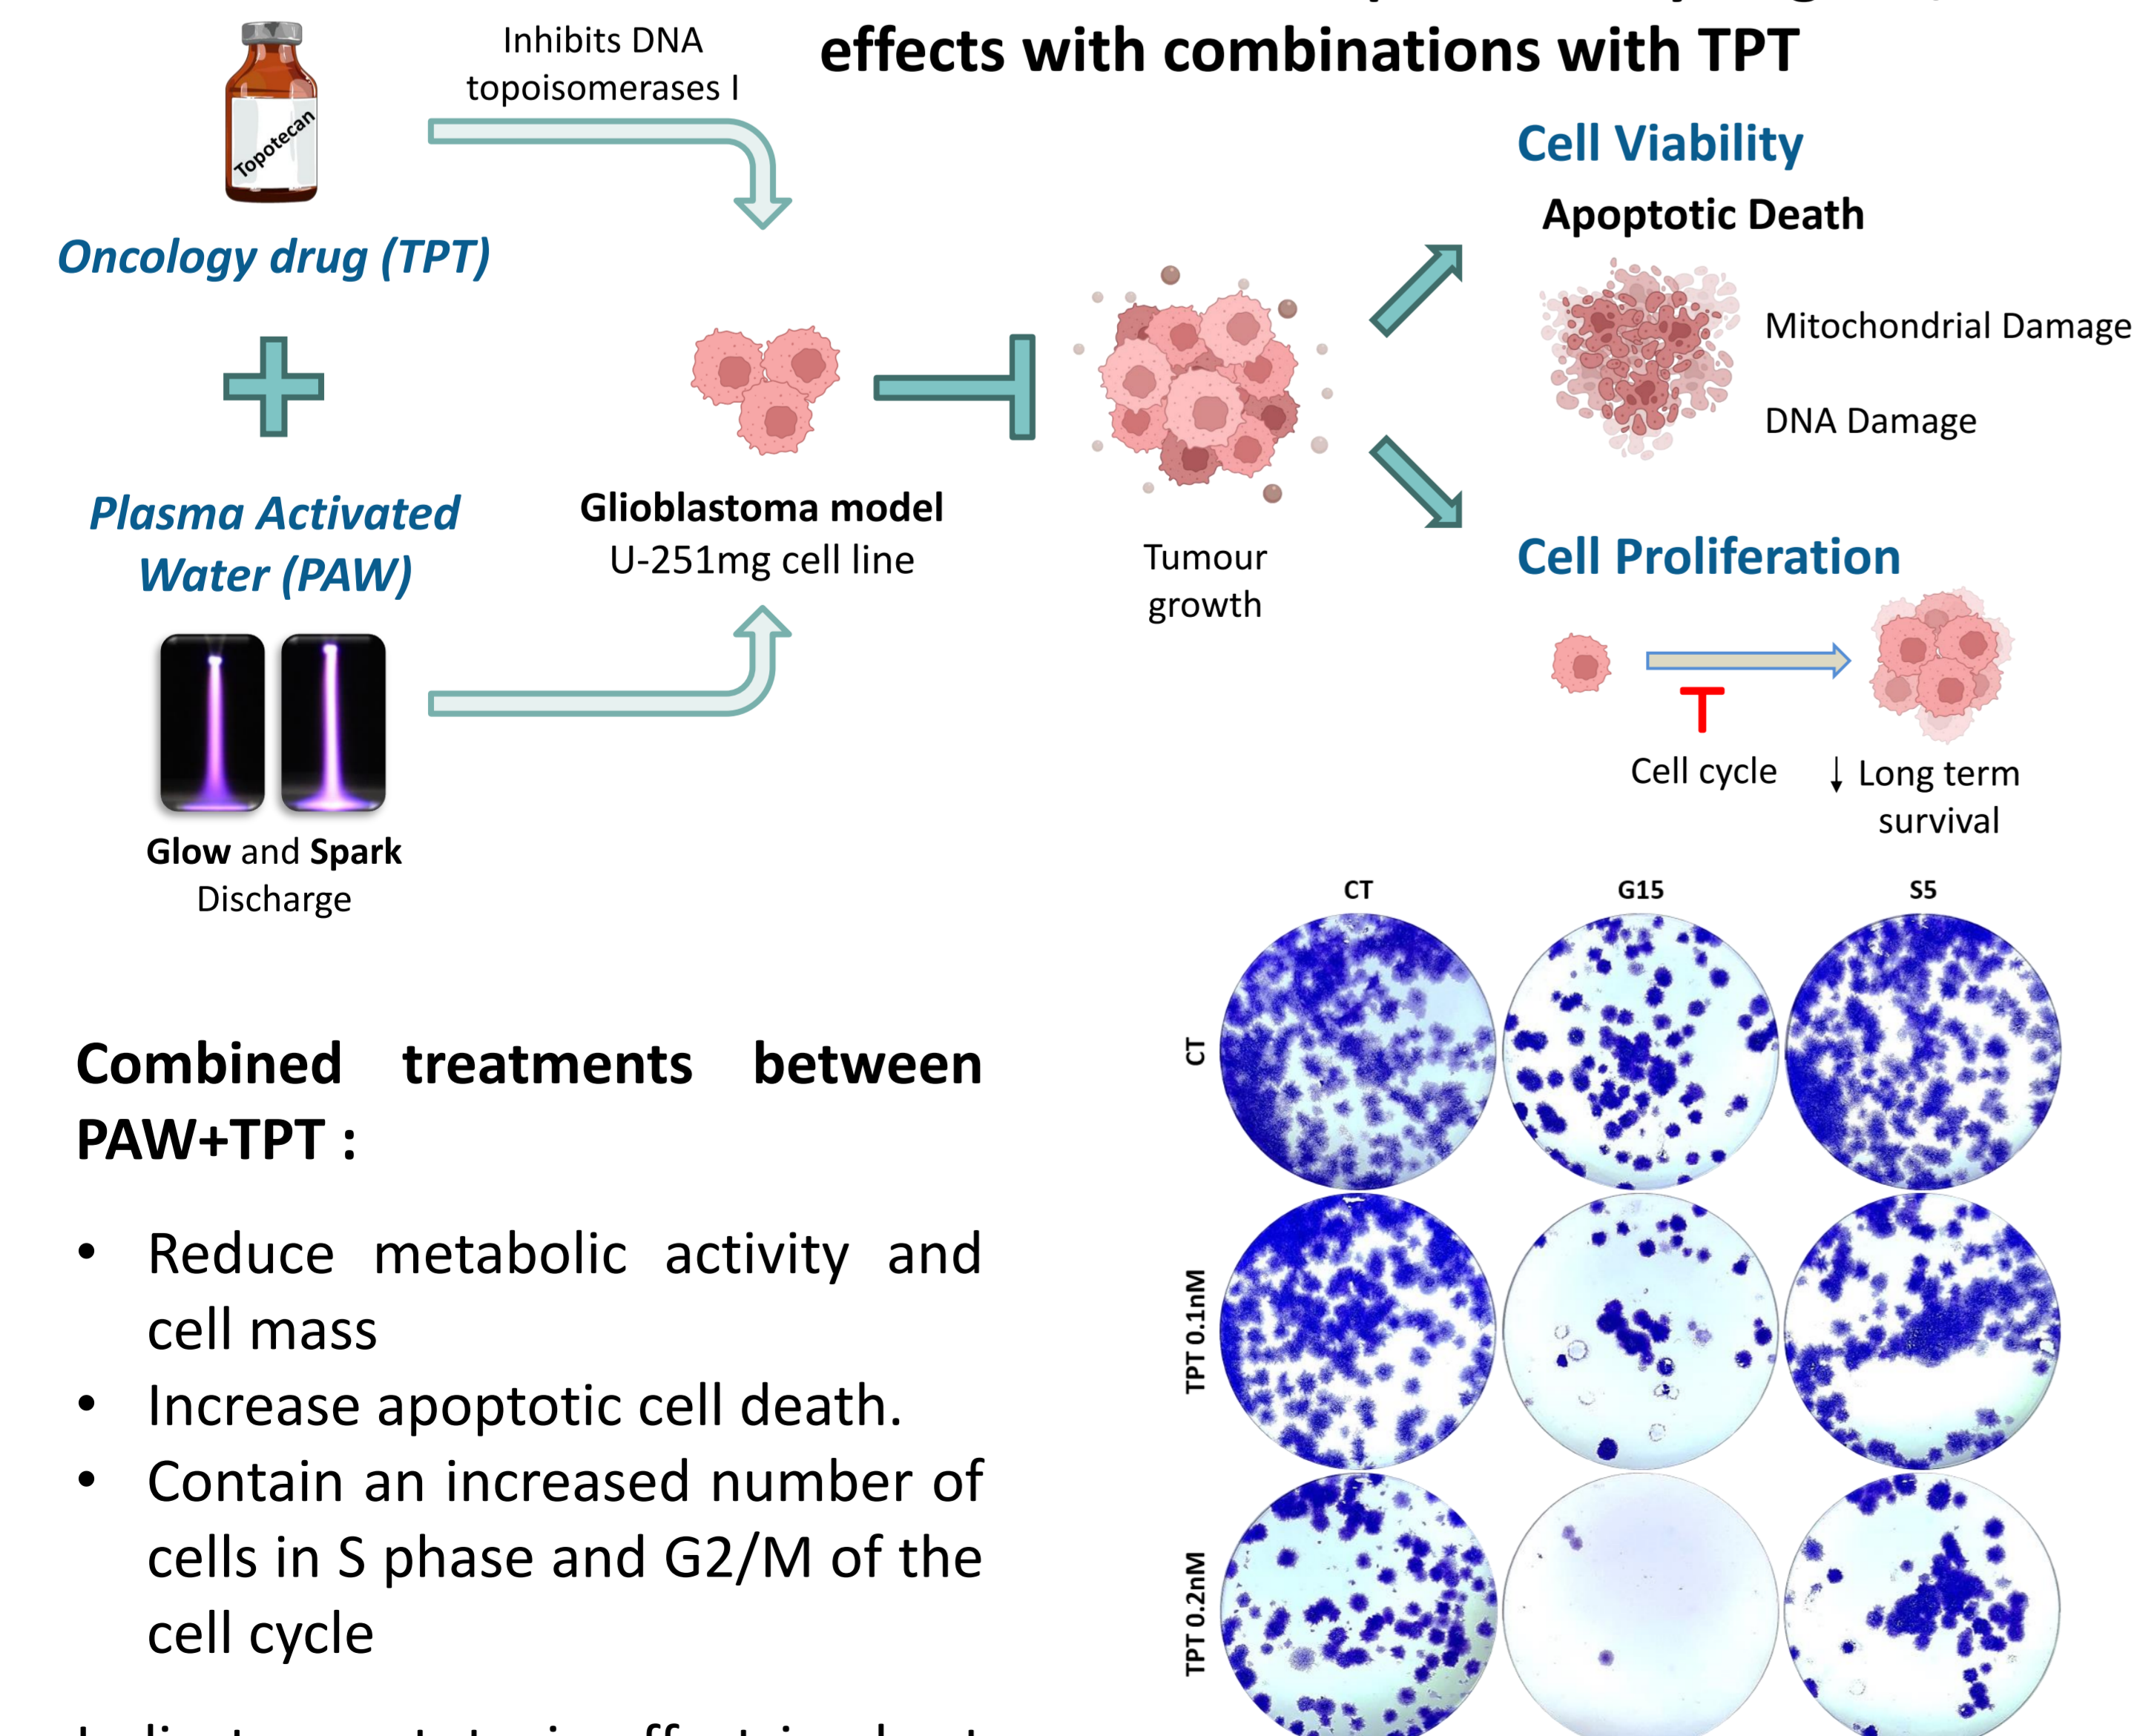 effects with combinations with TPT
Inhibits DNA
topoisomerases I
Topotecan
Oncology drug (TPT)
Plasma Activated
Water (PAW)
Glow and Spark
Discharge
Glioblastoma model
U-251mg cell line
Tumour
growth
Cell Viability
Apoptotic Death
Mitochondrial Damage
DNA Damage
Cell Proliferation
Cell cycle
↓ Long term
survival
Combined treatments between
PAW+TPT :
• Reduce metabolic activity and
cell mass
• Increase apoptotic cell death.
• Contain an increased number of
cells in S phase and G2/M of the
cell cycle
CT G15 S5
CT
TPT 0.1nM
TPT 0.2nM